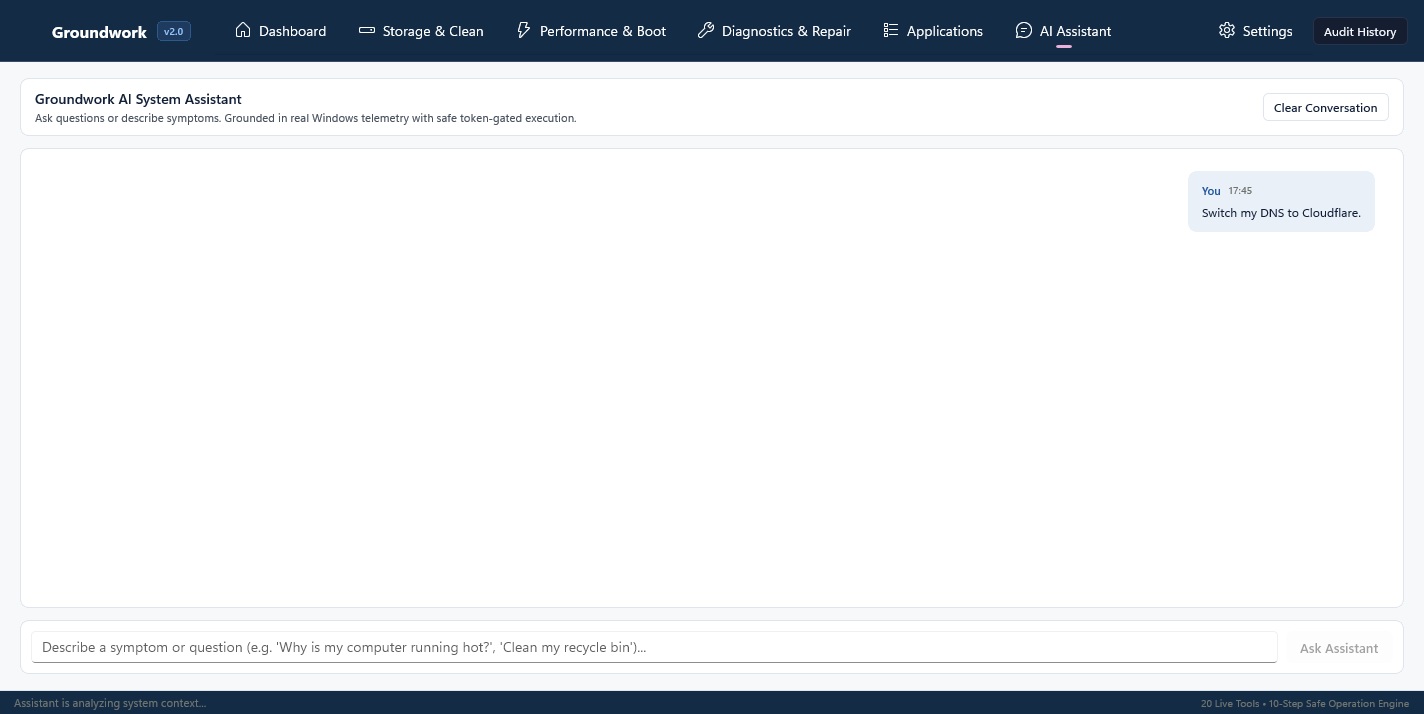 Groundwork v2.0 Dashboard Storage & Clean Performance & Boot Diagnostics & Repair Applications AI Assistant Settings Audit History
Groundwork AI System Assistant
Ask questions or describe symptoms. Grounded in real Windows telemetry with safe token-gated execution.
Clear Conversation
You 17:45
Switch my DNS to Cloudflare.
Describe a symptom or question (e.g. 'Why is my computer running hot?', 'Clean my recycle bin')...
Ask Assistant
Assistant is analyzing system context...
20 Live Tools • 10-Step Safe Operation Engine